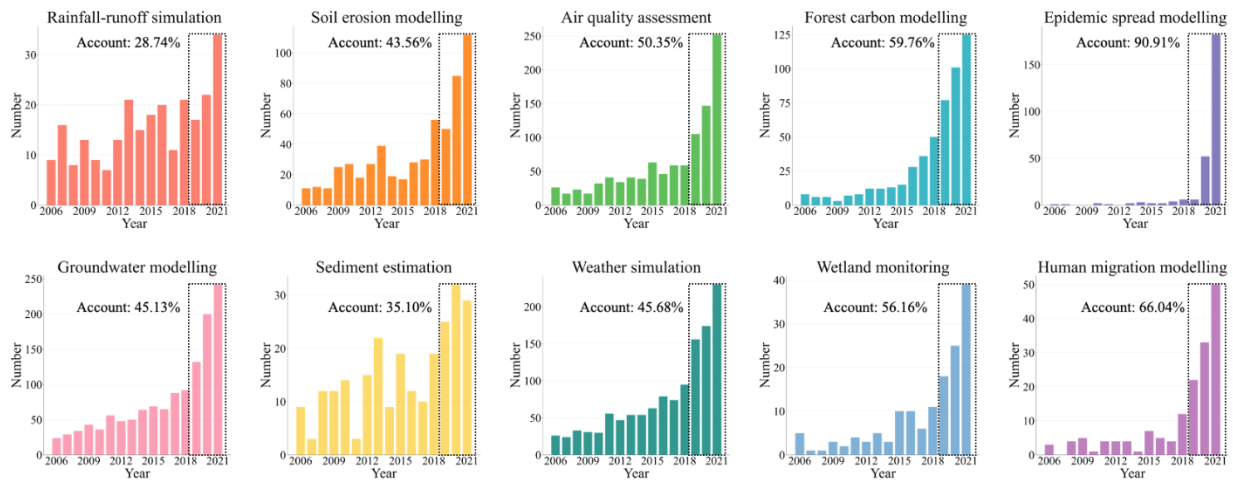 Rainfall-runoff simulation
Account: 28.74%
Number
30
20
10
0
2006 2009 2012 2015 2018 2021
Year
Soil erosion modelling
Account: 43.56%
Number
100
80
60
40
20
0
2006 2009 2012 2015 2018 2021
Year
Air quality assessment
Account: 50.35%
Number
250
200
150
100
50
0
2006 2009 2012 2015 2018 2021
Year
Forest carbon modelling
Account: 59.76%
Number
125
100
75
50
25
0
2006 2009 2012 2015 2018 2021
Year
Epidemic spread modelling
Account: 90.91%
Number
150
100
50
0
2006 2009 2012 2015 2018 2021
Year
Groundwater modelling
Account: 45.13%
Number
250
200
150
100
50
0
2006 2009 2012 2015 2018 2021
Year
Sediment estimation
Account: 35.10%
Number
30
20
10
0
2006 2009 2012 2015 2018 2021
Year
Weather simulation
Account: 45.68%
Number
200
150
100
50
0
2006 2009 2012 2015 2018 2021
Year
Wetland monitoring
Account: 56.16%
Number
40
30
20
10
0
2006 2009 2012 2015 2018 2021
Year
Human migration modelling
Account: 66.04%
Number
50
40
30
20
10
0
2006 2009 2012 2015 2018 2021
Year